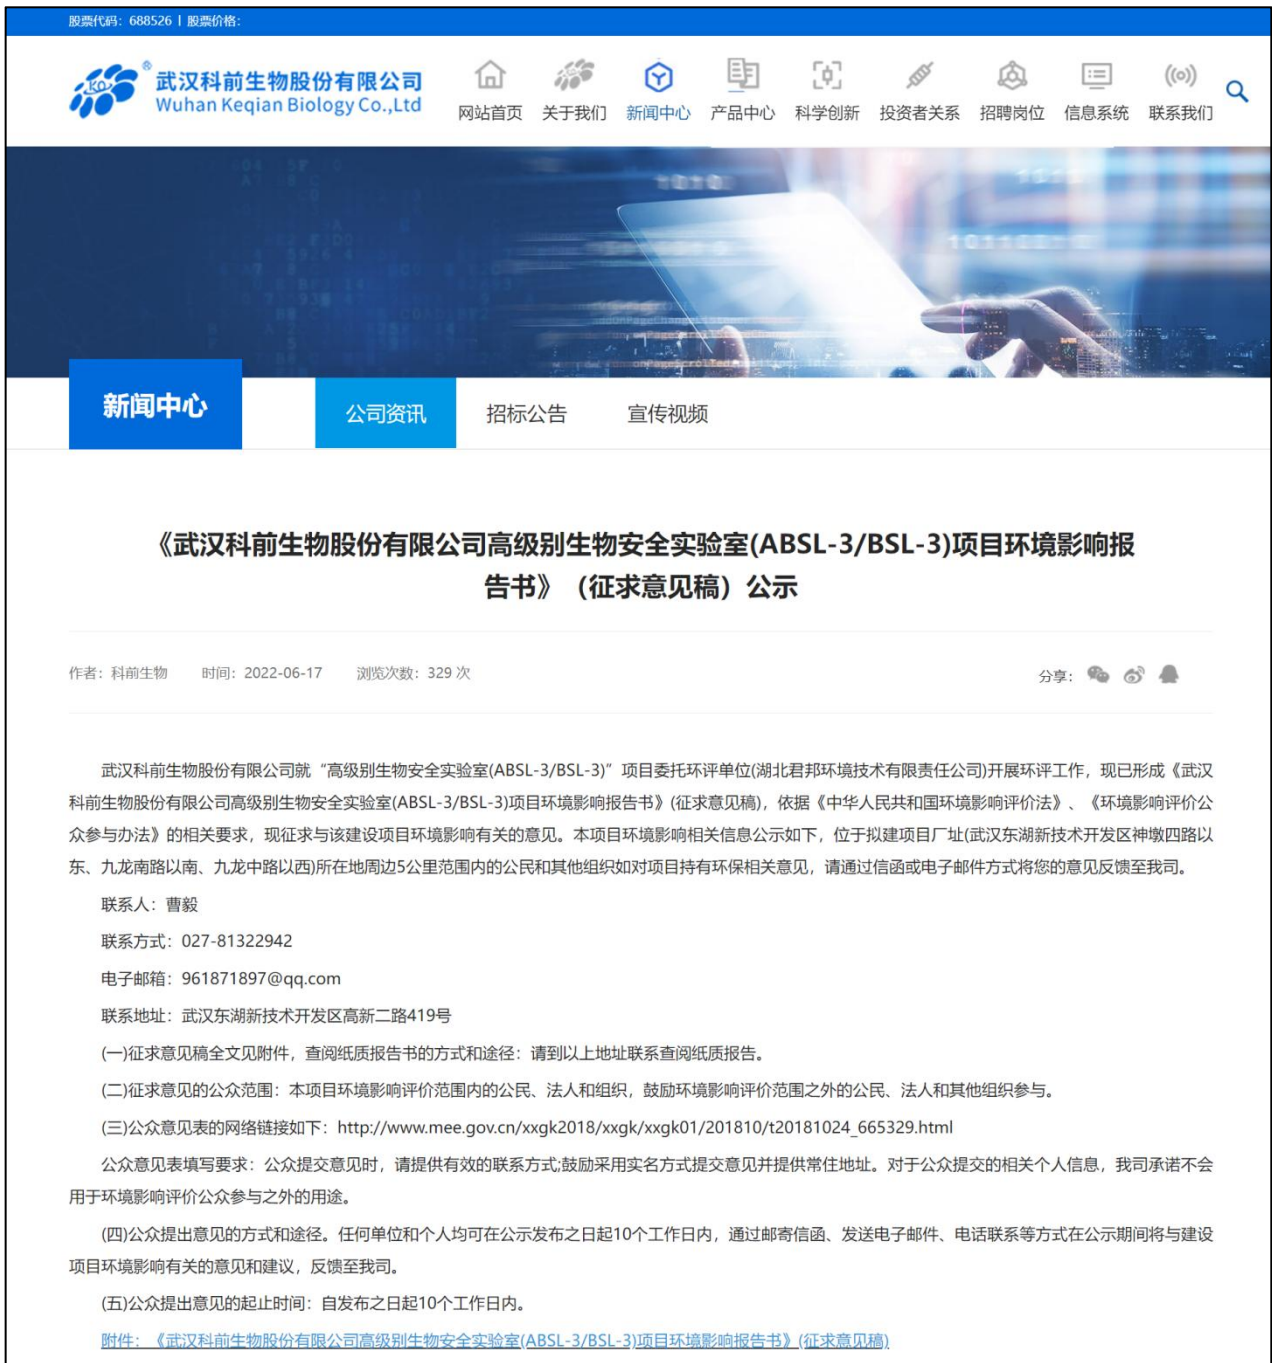 股票代码：688526 | 股票价格：
武汉科前生物股份有限公司
Wuhan Keqian Biology Co.,Ltd
网站首页 关于我们 新闻中心 产品中心 科学创新 投资者关系 招聘岗位 信息系统 联系我们
新闻中心 公司资讯 招标公告 宣传视频
《武汉科前生物股份有限公司高级别生物安全实验室(ABSL-3/BSL-3)项目环境影响报
告书》（征求意见稿）公示
作者：科前生物 时间：2022-06-17 浏览次数：329 次 分享：
武汉科前生物股份有限公司就“高级别生物安全实验室(ABSL-3/BSL-3)”项目委托环评单位(湖北君邦环境技术有限责任公司)开展环评工作，现已形成《武汉
科前生物股份有限公司高级别生物安全实验室(ABSL-3/BSL-3)项目环境影响报告书》(征求意见稿)，依据《中华人民共和国环境影响评价法》、《环境影响评价公
众参与办法》的相关要求，现征求与该建设项目环境影响有关的意见。本项目环境影响相关信息公示如下，位于拟建项目厂址(武汉东湖新技术开发区神墩四路以
东、九龙南路以南、九龙中路以西)所在地周边5公里范围内的公民和其他组织如对项目持有环保相关意见，请通过信函或电子邮件方式将您的意见反馈至我司。
联系人：曹毅
联系方式：027-81322942
电子邮箱：961871897@qq.com
联系地址：武汉东湖新技术开发区高新二路419号
(一)征求意见稿全文见附件，查阅纸质报告书的方式和途径：请到以上地址联系查阅纸质报告。
(二)征求意见的公众范围：本项目环境影响评价范围内的公民、法人和组织，鼓励环境影响评价范围之外的公民、法人和其他组织参与。
(三)公众意见表的网络链接如下：http://www.mee.gov.cn/xxgk2018/xxgk/xxgk01/201810/t20181024_665329.html
公众意见表填写要求：公众提交意见时，请提供有效的联系方式;鼓励采用实名方式提交意见并提供常住地址。对于公众提交的相关个人信息，我司承诺不会
用于环境影响评价公众参与之外的用途。
(四)公众提出意见的方式和途径。任何单位和个人均可在公示发布之日起10个工作日内，通过邮寄信函、发送电子邮件、电话联系等方式在公示期间将与建设
项目环境影响有关的意见和建议，反馈至我司。
(五)公众提出意见的起止时间：自发布之日起10个工作日内。
附件：《武汉科前生物股份有限公司高级别生物安全实验室(ABSL-3/BSL-3)项目环境影响报告书》(征求意见稿)